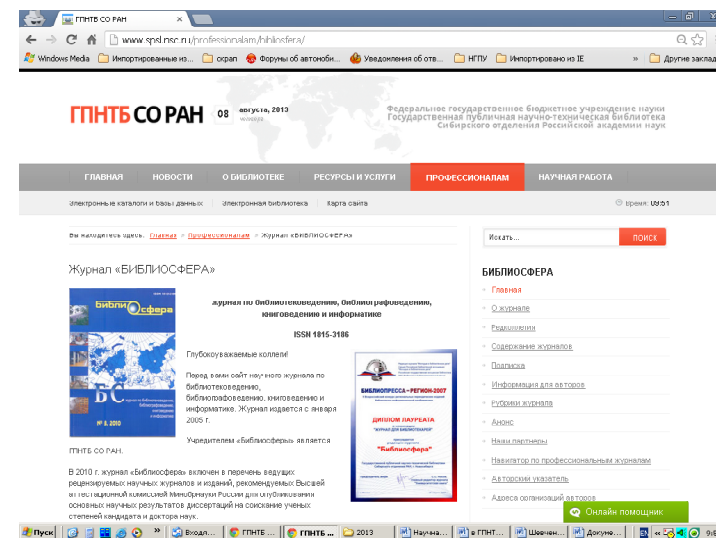 ГПНТБ СО РАН
www.spsl.nsc.ru/professionalam/bibliosfera/
Windows Media Импортированные из... охрап Форумы об автомоби... Уведомления об отв... НГПУ Импортировано из IE » Другие заклад
ГПНТБ СО РАН
08
августа, 2013
четверг
Федеральное государственное бюджетное учреждение науки
Государственная публичная научно-техническая библиотека
Сибирского отделения Российской академии наук
ГЛАВНАЯ НОВОСТИ О БИБЛИОТЕКЕ РЕСУРСЫ И УСЛУГИ ПРОФЕССИОНАЛАМ НАУЧНАЯ РАБОТА
Электронные каталоги и базы данных Электронная библиотека Карта сайта Время: 09:51
Вы находитесь здесь: Главная > Профессионалам > Журнал «БИБЛИОСФЕРА»
Искать... ПОИСК
Журнал «БИБЛИОСФЕРА»
библиосфера
БС
№ 3, 2010
журнал по библиотековедению, библиографоведению,
книговедению и информатике
ISSN 1815-3186
Глубокоуважаемые коллеги!
Перед вами сайт научного журнала по
библиотековедению,
библиографоведению, книговедению и
информатике. Журнал издается с января
2005 г.
Учредителем «Библиосферы» является
ГПНТБ СО РАН.
БИБЛИОПРЕССА – РЕГИОН-2007
ДИПЛОМ ЛАУРЕАТА
"Библиосфера"
В 2010 г. журнал «Библиосфера» включен в перечень ведущих
рецензируемых научных журналов и изданий, рекомендуемых Высшей
аттестационной комиссией Минобрнауки России для опубликования
основных научных результатов диссертаций на соискание ученых
степеней кандидата и доктора наук.
БИБЛИОСФЕРА
Главная
О журнале
Редколлегия
Содержание журналов
Подписка
Информация для авторов
Рубрики журнала
Анонс
Наши партнеры
Навигатор по профессиональным журналам
Авторский указатель
Адреса организаций авторов
Онлайн помощник
Пуск » Входя... ГПНТБ ... ГПНТБ ... 2013 Научна... в ГПНТ... Шевчен... Докуме... «